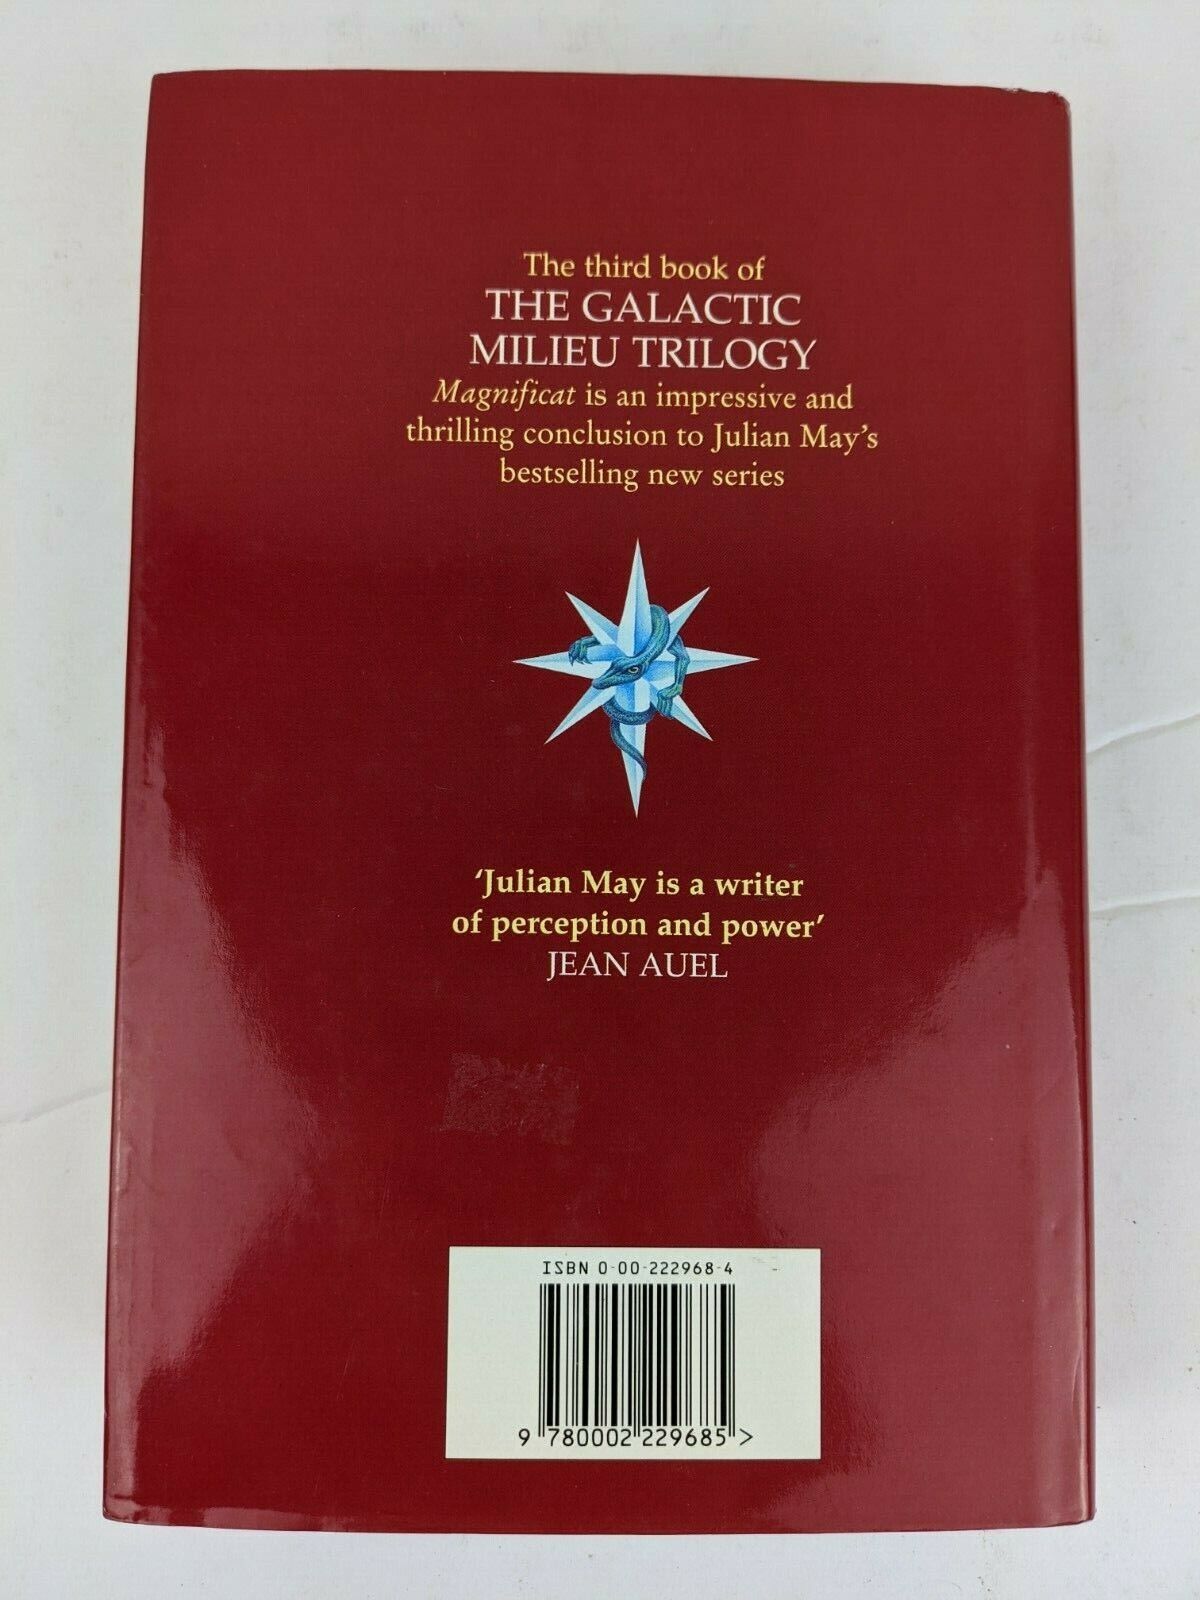 The third book of
THE GALACTIC
MILIEU TRILOGY
Magnificat is an impressive and
thrilling conclusion to Julian May’s
bestselling new series
‘Julian May is a writer
of perception and power’
JEAN AUEL
ISBN 0-00-222968-4
9 780002 229685 >